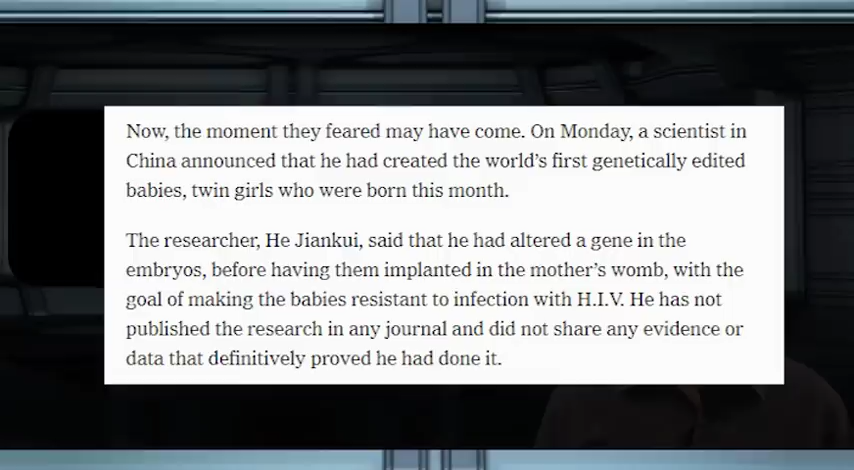 Now, the moment they feared may have come. On Monday, a scientist in
China announced that he had created the world's first genetically edited
babies, twin girls who were born this month.
The researcher, He Jiankui, said that he had altered a gene in the
embryos, before having them implanted in the mother's womb, with the
goal of making the babies resistant to infection with H.I.V. He has not
published the research in any journal and did not share any evidence or
data that definitively proved he had done it.